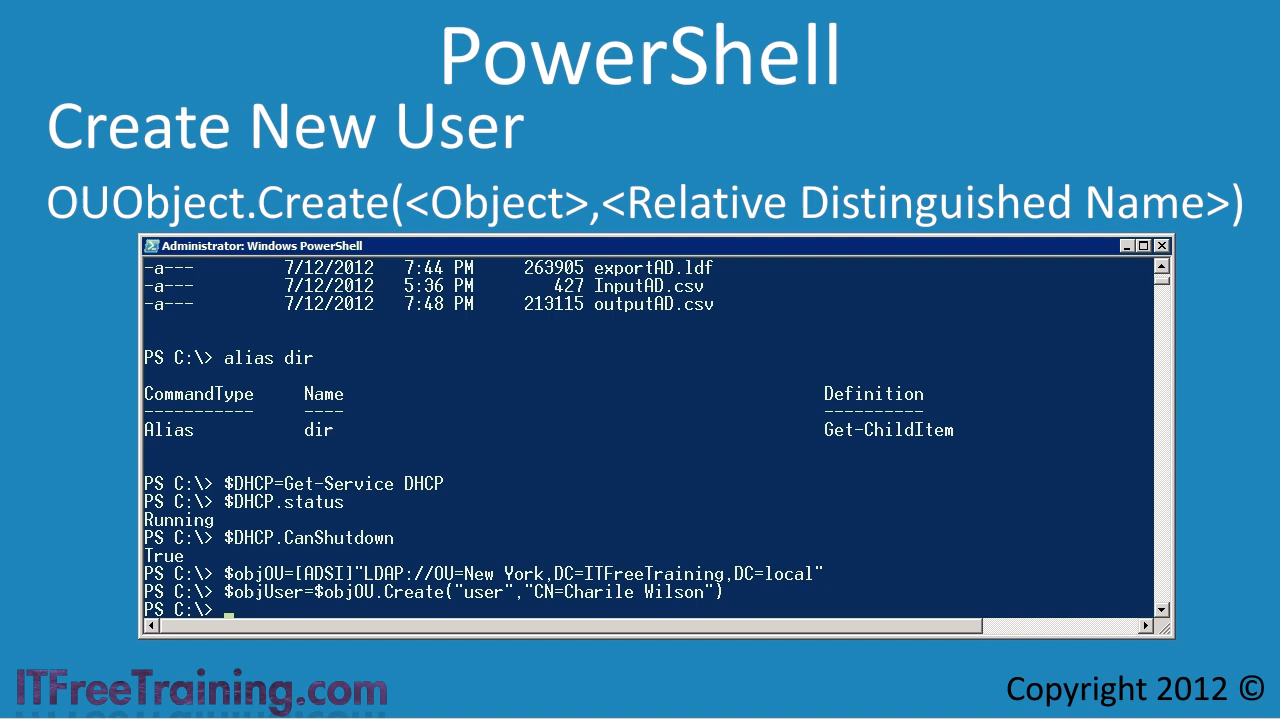 PowerShell
Create New User
OUObject.Create(<Object>,<Relative Distinguished Name>)
Administrator: Windows PowerShell
-a--- 7/12/2012 7:44 PM 263905 exportAD.ldf
-a--- 7/12/2012 5:36 PM 427 InputAD.csv
-a--- 7/12/2012 7:48 PM 213115 outputAD.csv
PS C:\> alias dir
CommandType Name Definition
----------- ---- ----------
Alias dir Get-ChildItem
PS C:\> $DHCP=Get-Service DHCP
PS C:\> $DHCP.status
Running
PS C:\> $DHCP.CanShutdown
True
PS C:\> $objOU=[ADSI]"LDAP://OU=New York,DC=ITFreeTraining,DC=local"
PS C:\> $objUser=$objOU.Create("user","CN=Charile Wilson")
PS C:\> _
ITFreeTraining.com
Copyright 2012 ©